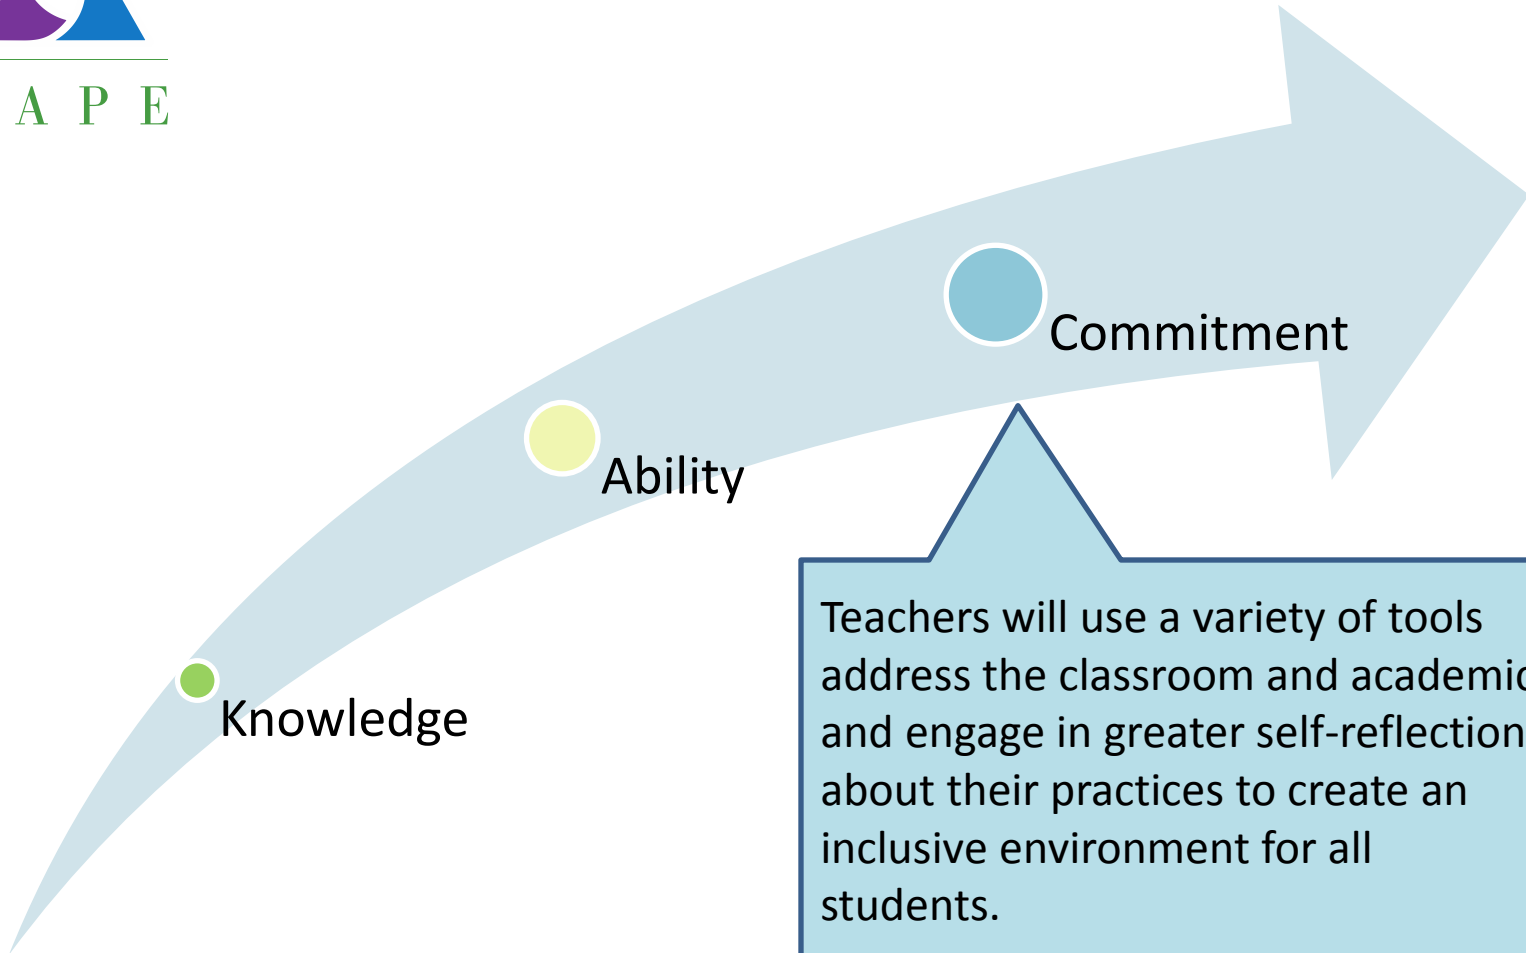 A P E
Commitment
Ability
Knowledge
Teachers will use a variety of tools
address the classroom and academic
and engage in greater self-reflection
about their practices to create an
inclusive environment for all
students.